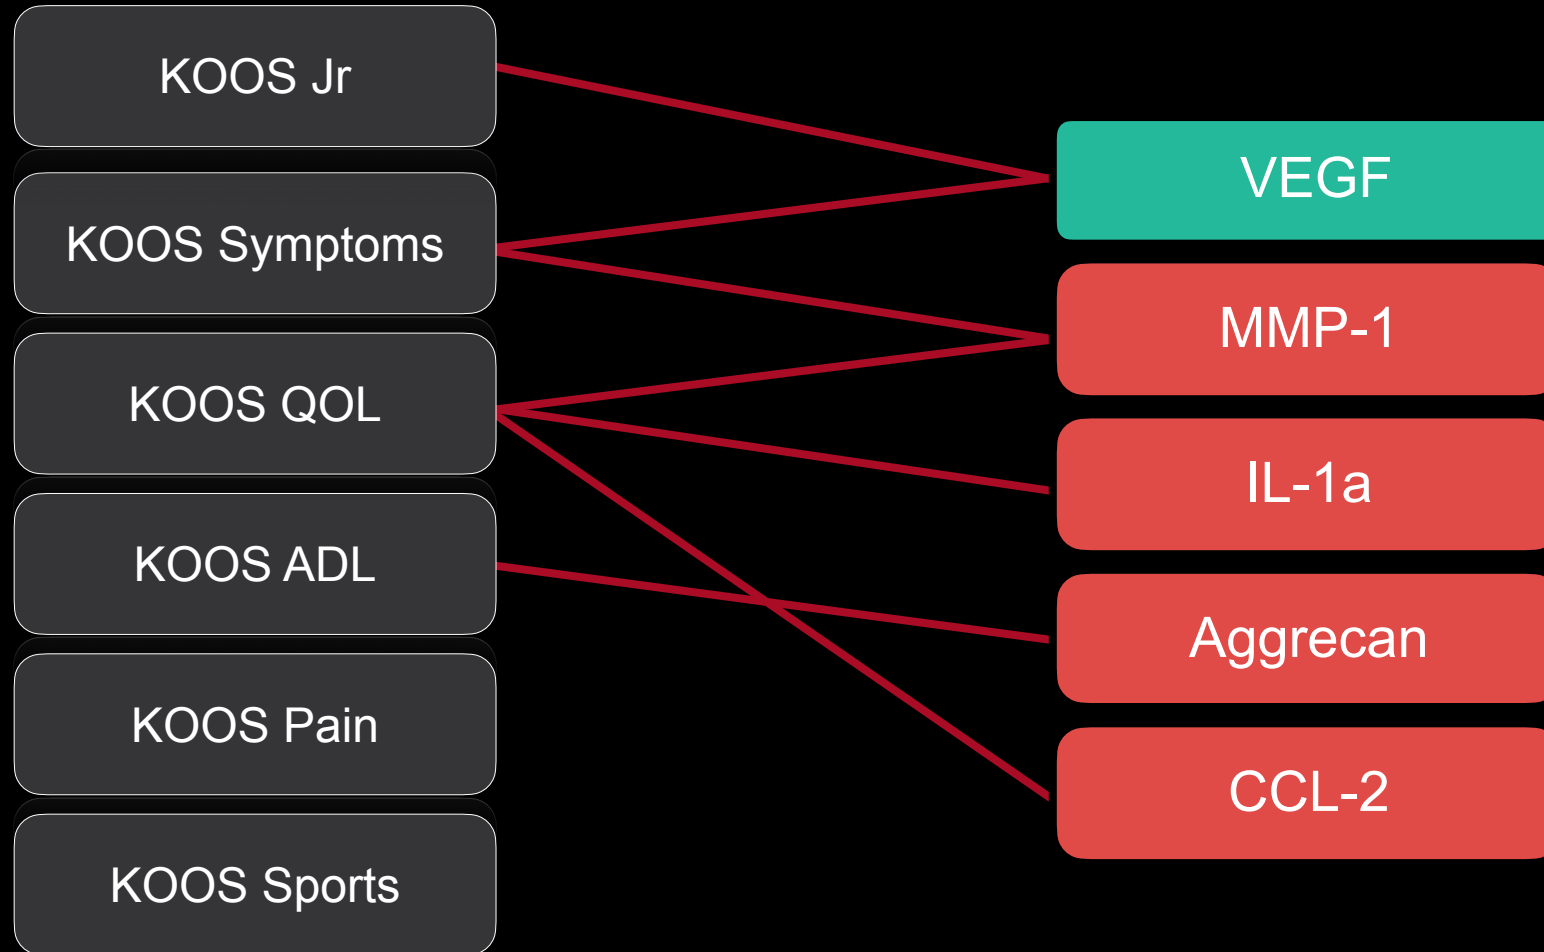 KOOS Jr
KOOS Symptoms
KOOS QOL
KOOS ADL
KOOS Pain
KOOS Sports
VEGF
MMP-1
IL-1a
Aggrecan
CCL-2